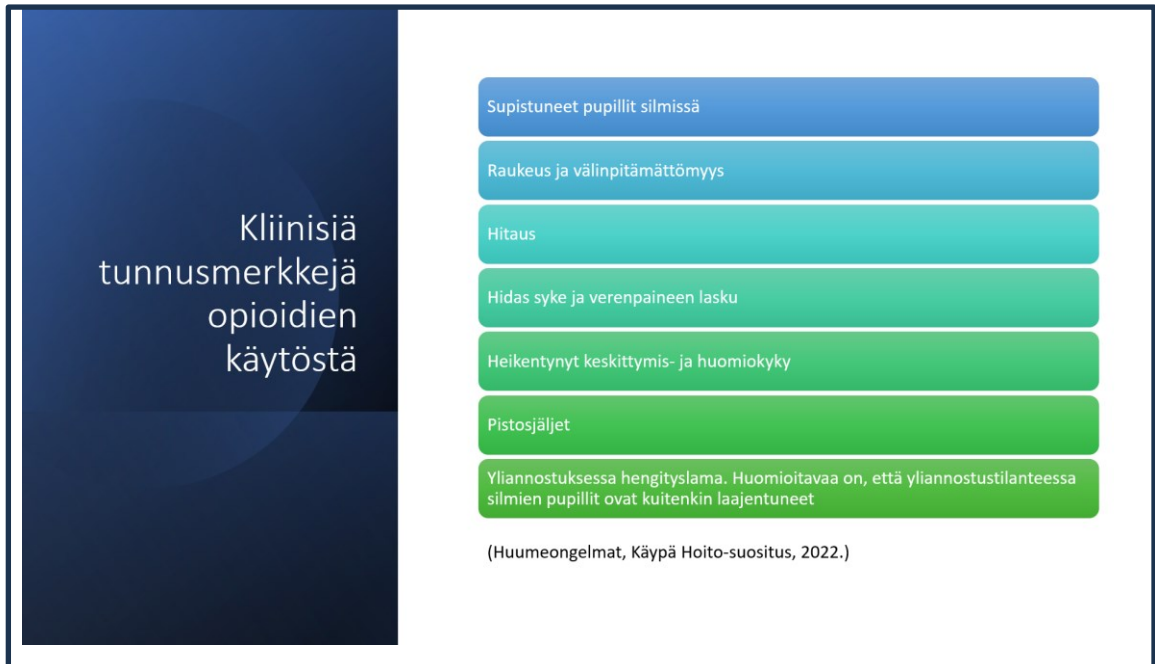 Kliinisiä
tunnusmerkkejä
opioidien
käytöstä
Supistuneet pupillit silmissä
Raukeus ja välinpitämättömyys
Hitaus
Hidas syke ja verenpaineen lasku
Heikentynyt keskittymis- ja huomiokyky
Pistosjäljet
Yliannostuksessa hengityslama. Huomioitavaa on, että yliannostustilanteessa
silmien pupillit ovat kuitenkin laajentuneet
(Huumeongelmat, Käypä Hoito-suositus, 2022.)